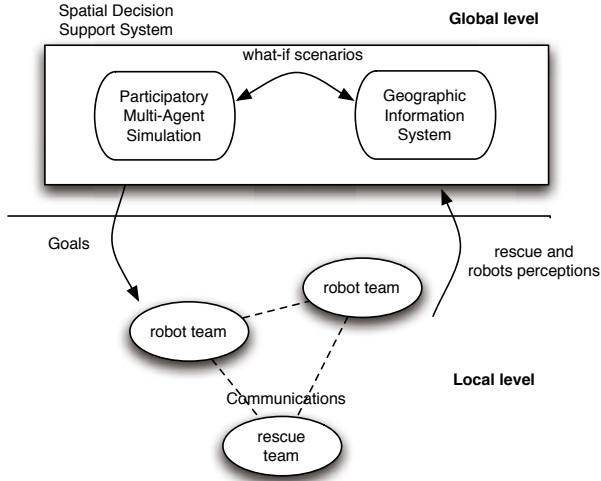 Spatial Decision
Support System
Global level
what-if scenarios
Participatory
Multi-Agent
Simulation
Geographic
Information
System
Goals
rescue and
robots perceptions
robot team
robot team
Local level
Communications
rescue
team